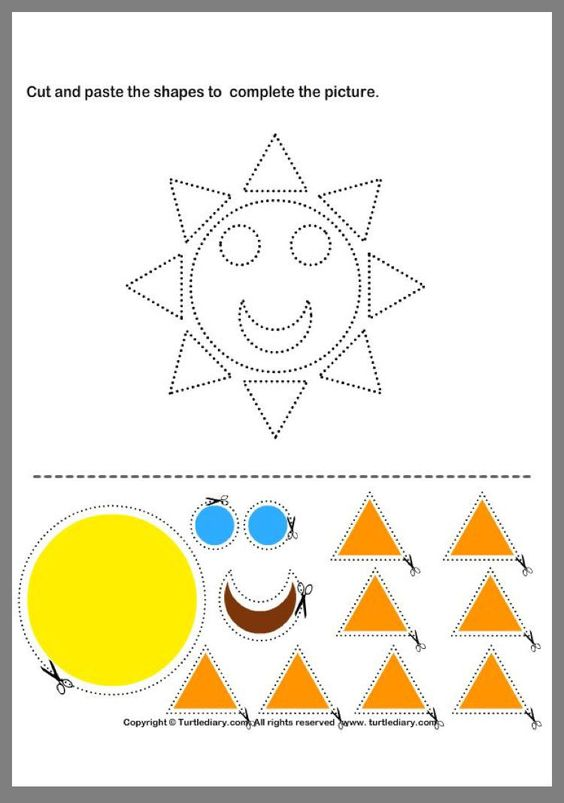 Cut and paste the shapes to complete the picture.
Copyright © Turtlediary.com All rights reserved www. turtlediary.com